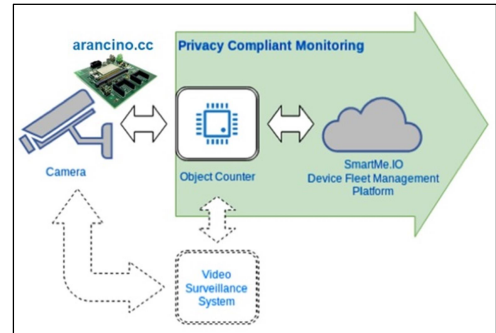 arancino.cc
Privacy Compliant Monitoring
Camera
Object Counter
SmartMe.IO
Device Fleet Management
Platform
Video
Surveillance
System